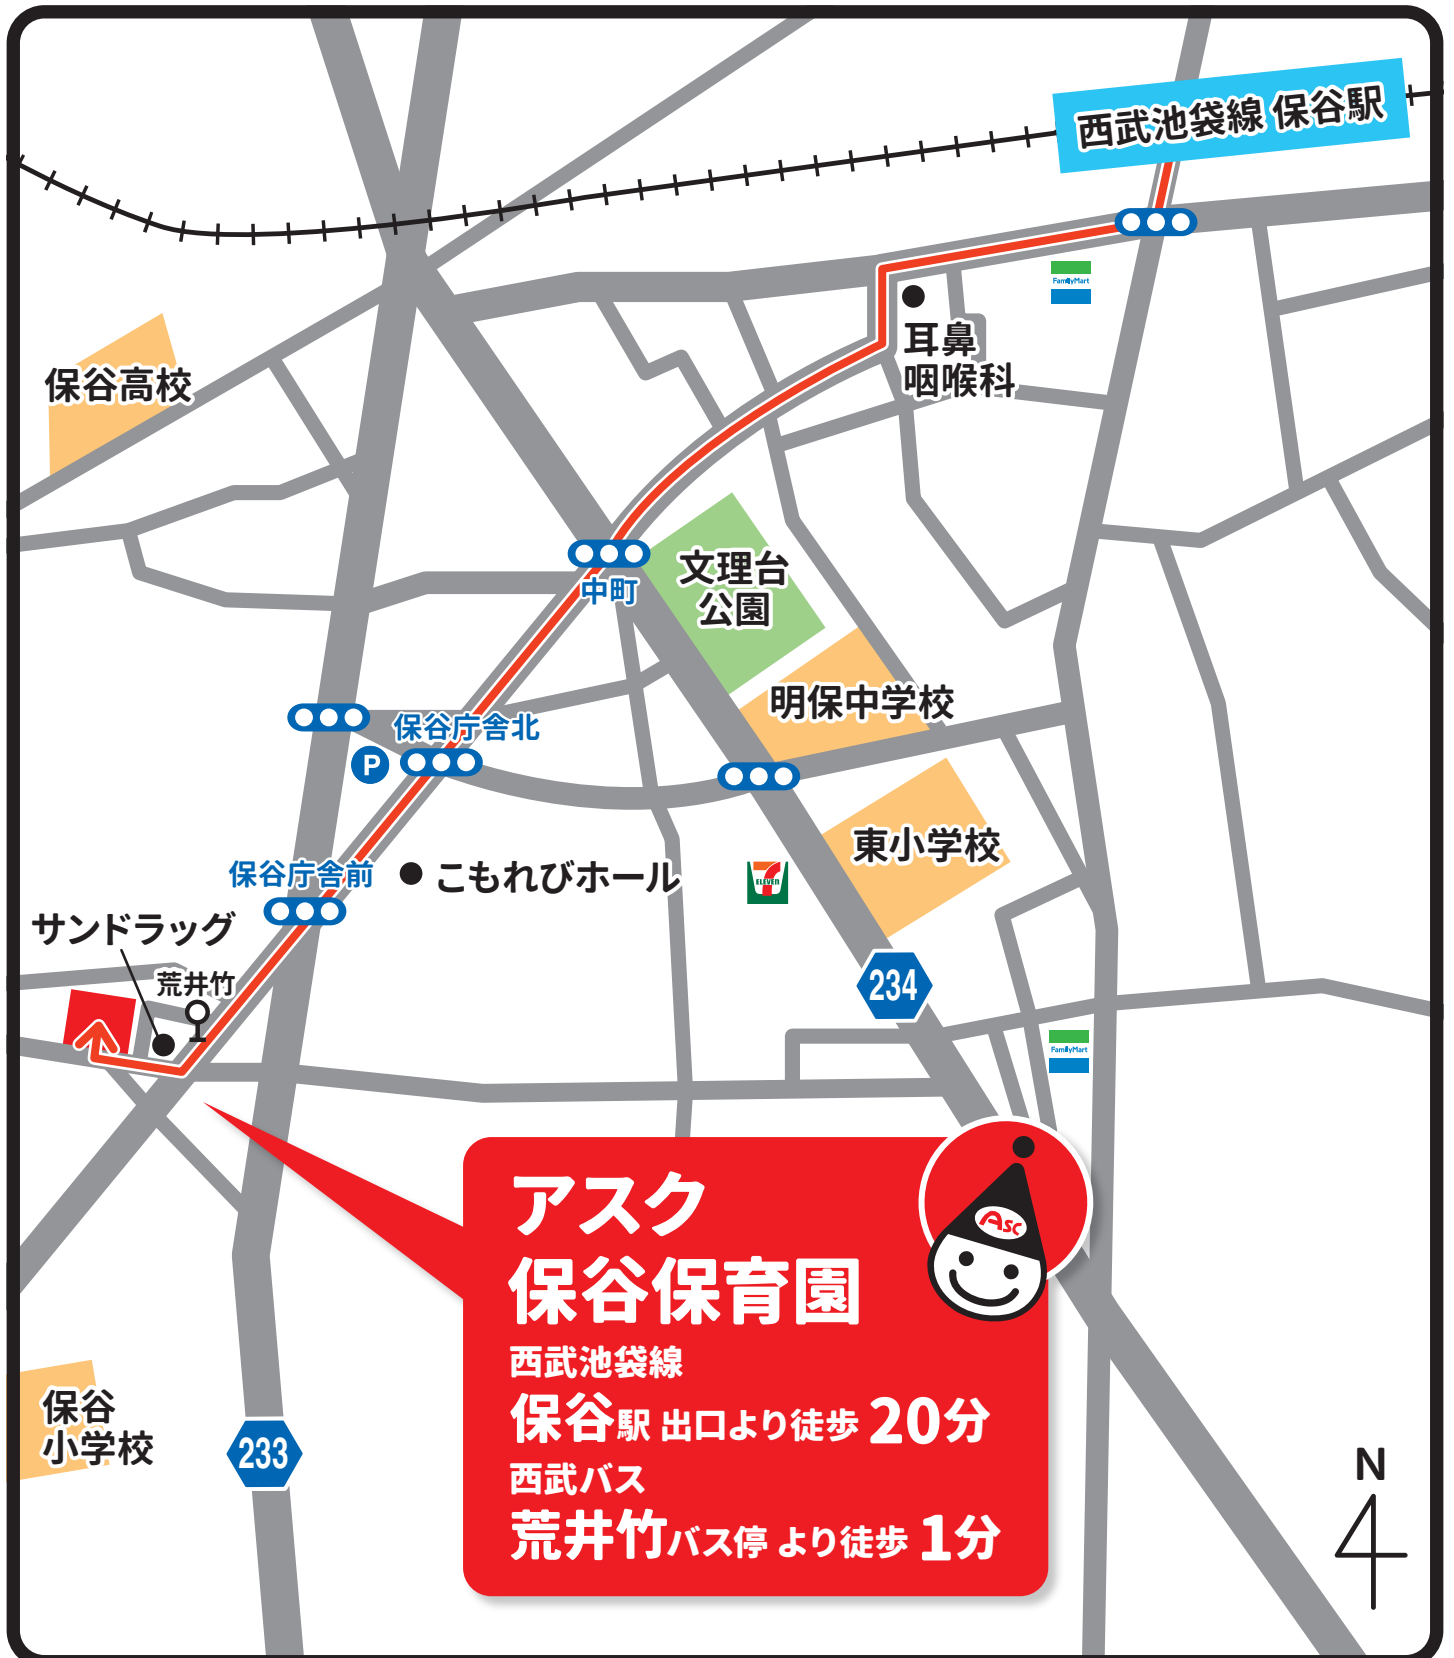 西武池袋線 保谷駅
FamilyMart
耳鼻
咽喉科
保谷高校
文理台
公園
中町
明保中学校
保谷庁舎北
P
東小学校
保谷庁舎前
こもれびホール
ELEVEN
サンドラッグ
荒井竹
234
FamilyMart
アスク
保谷保育園
西武池袋線
保谷駅 出口より徒歩 20分
西武バス
荒井竹バス停 より徒歩 1分
ASC
保谷
小学校
233
N